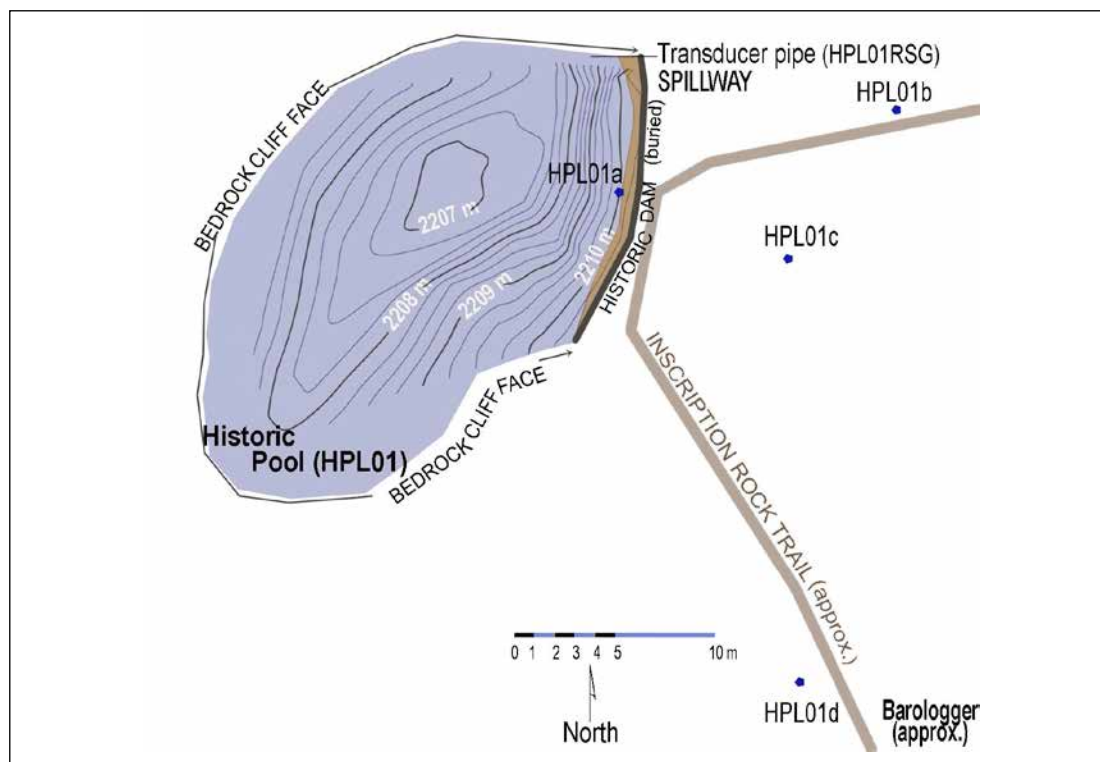 Transducer pipe (HPL01RSG)
SPILLWAY
HPL01b
BEDROCK CLIFF FACE
HISTORIC DAM (buried)
HPL01a
HPL01c
2207 m
2210 m
2208 m
2209 m
INSCRIPTION ROCK TRAIL (approx.)
BEDROCK CLIFF FACE
Historic
Pool (HPL01)
0 1 2 3 4 5 10 m
North
HPL01d
Barologger
(approx.)